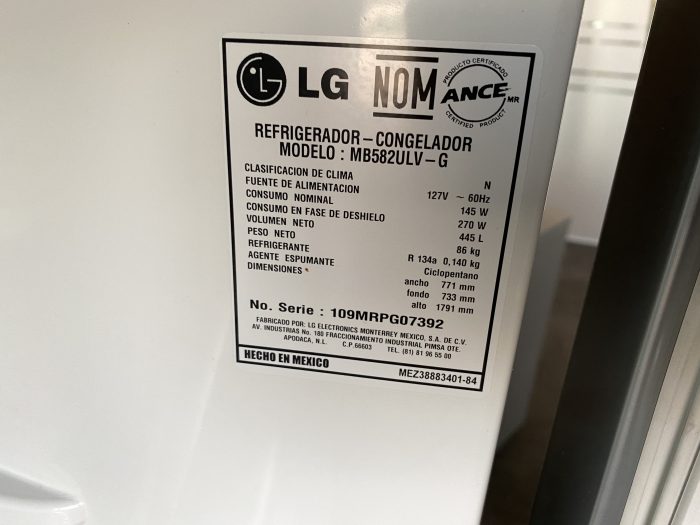 LG NOM PRODUCTO CERTIFICADO ANCE MR CERTIFIED PRODUCT
REFRIGERADOR-CONGELADOR
MODELO : MB582ULV-G
CLASIFICACION DE CLIMA N
FUENTE DE ALIMENTACION 127V ~ 60Hz
CONSUMO NOMINAL 145 W
CONSUMO EN FASE DE DESHIELO 270 W
VOLUMEN NETO 445 L
PESO NETO 86 kg
REFRIGERANTE R 134a 0,140 kg
AGENTE ESPUMANTE Ciclopentano
DIMENSIONES ancho 771 mm
fondo 733 mm
alto 1791 mm
No. Serie : 109MRPG07392
FABRICADO POR: LG ELECTRONICS MONTERREY MEXICO, S.A. DE C.V.
AV. INDUSTRIAS No. 180 FRACCIONAMIENTO INDUSTRIAL PIMSA OTE.
APODACA, N.L. C.P.66603 TEL. (81) 81 96 55 00
HECHO EN MEXICO MEZ38883401-84